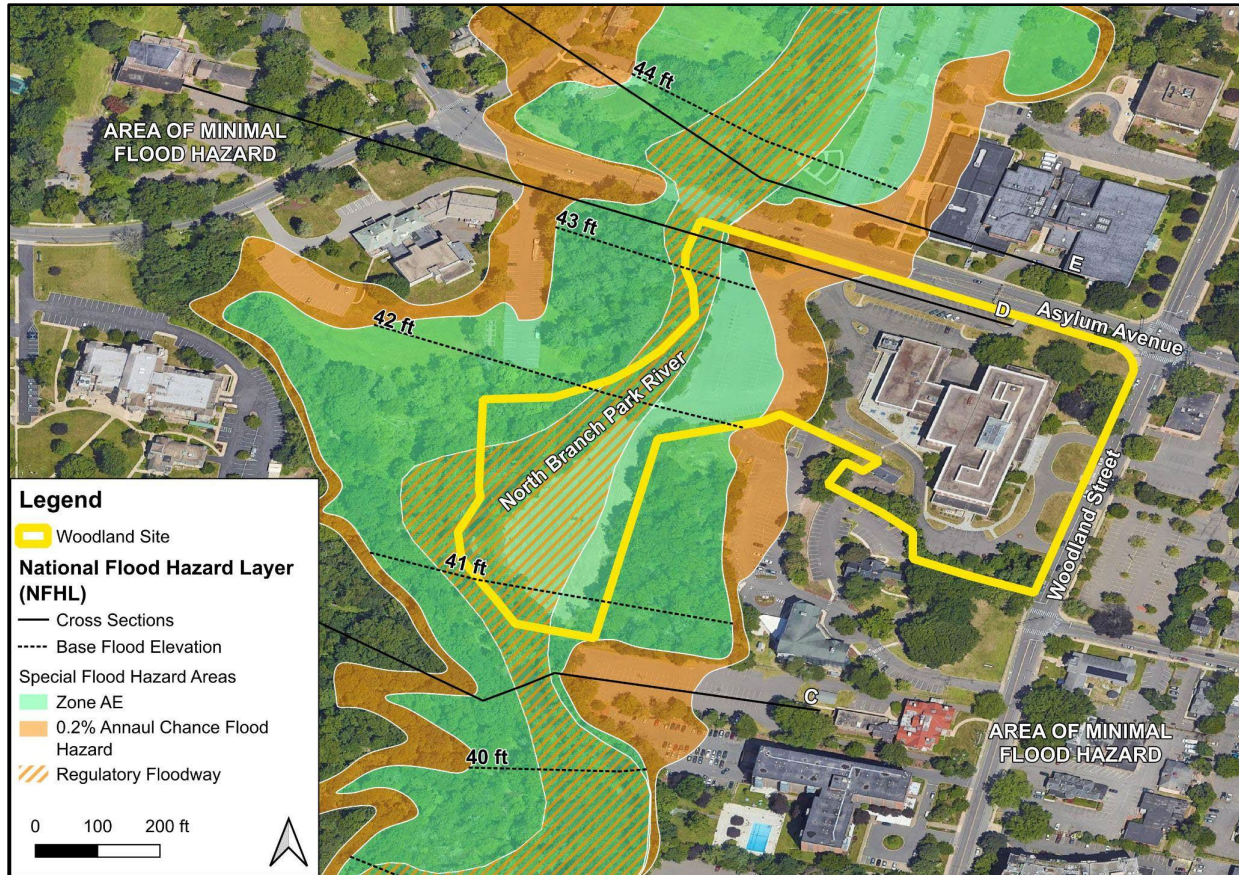 44 ft
AREA OF MINIMAL
FLOOD HAZARD
43 ft
E
D
Asylum Avenue
42 ft
North Branch Park River
Woodland Street
41 ft
C
AREA OF MINIMAL
FLOOD HAZARD
40 ft
Legend
Woodland Site
National Flood Hazard Layer
(NFHL)
Cross Sections
Base Flood Elevation
Special Flood Hazard Areas
Zone AE
0.2% Annaul Chance Flood
Hazard
Regulatory Floodway
0 100 200 ft